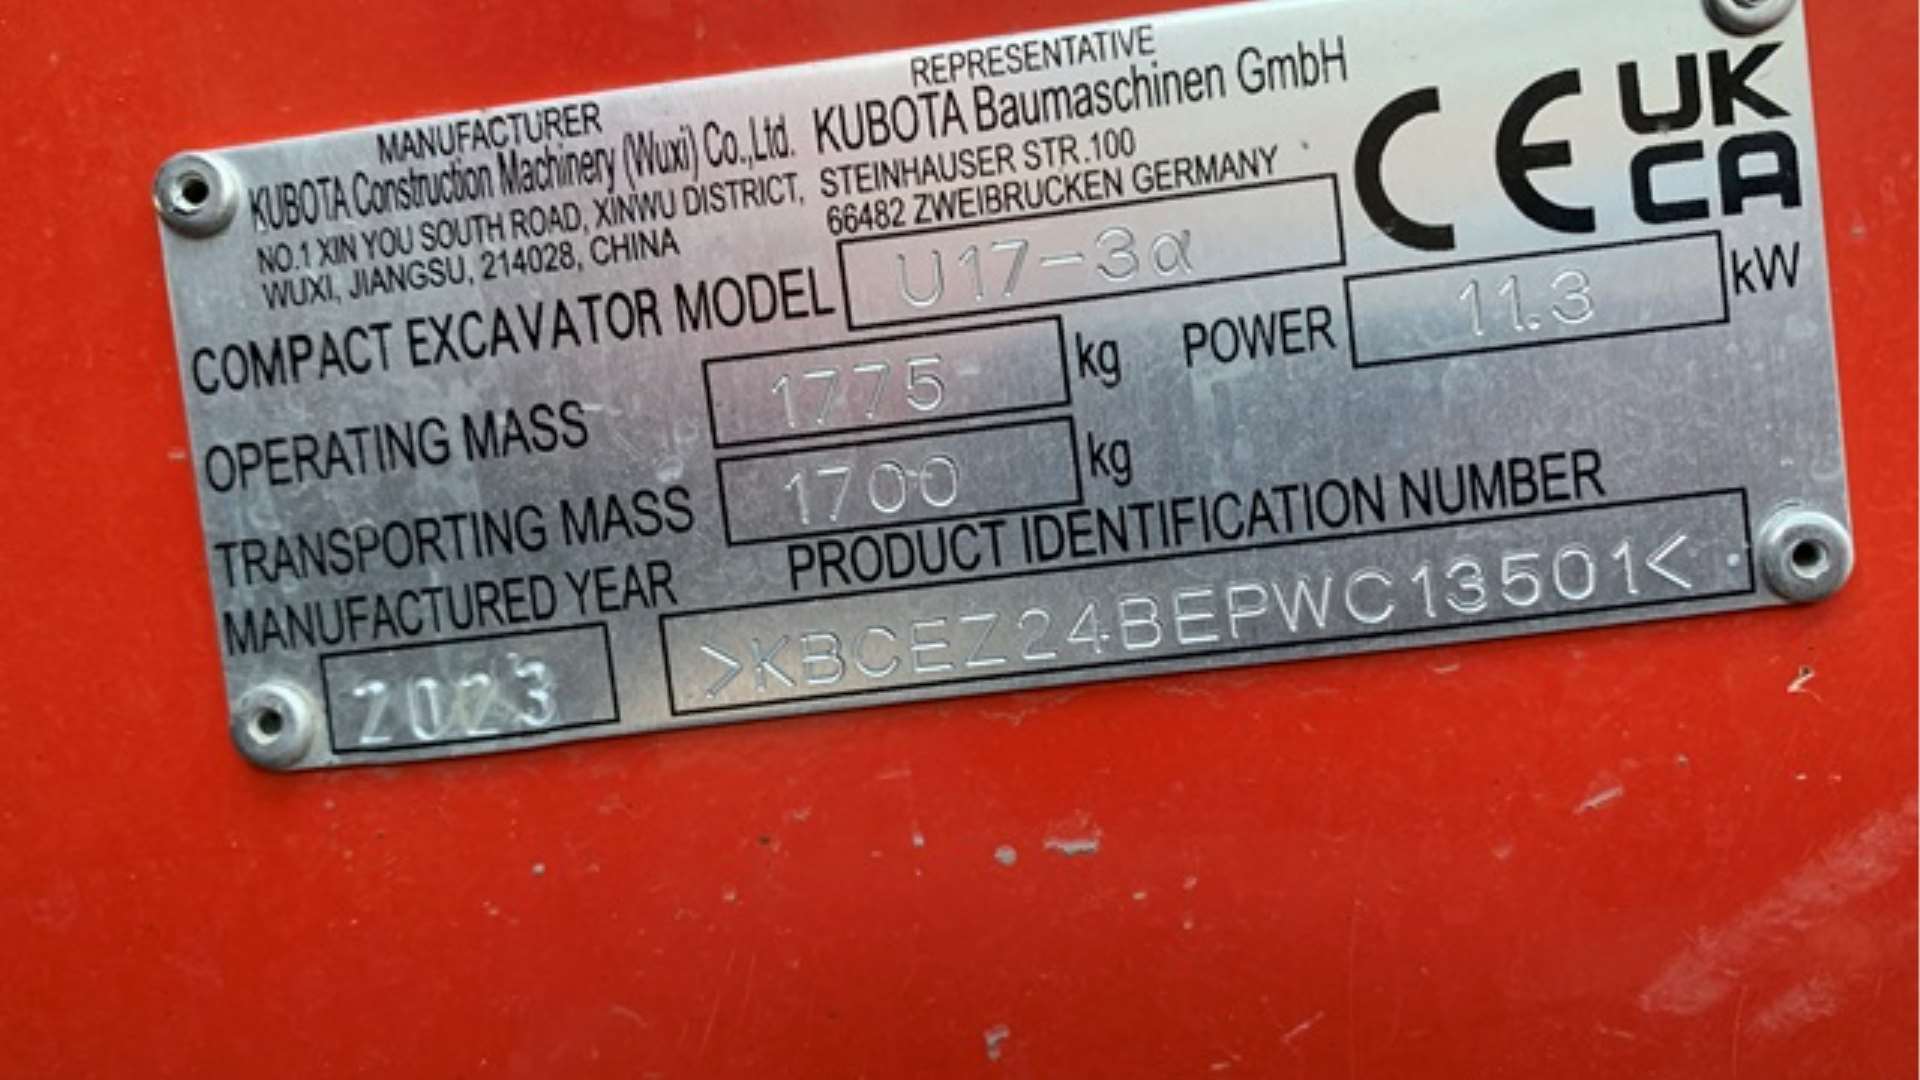 MANUFACTURER
KUBOTA Construction Machinery (Wuxi) Co.,Ltd.
NO.1 XIN YOU SOUTH ROAD, XINWU DISTRICT,
WUXI, JIANGSU, 214028, CHINA
REPRESENTATIVE
KUBOTA Baumaschinen GmbH
STEINHAUSER STR.100
66482 ZWEIBRUCKEN GERMANY
CE
UK
CA
COMPACT EXCAVATOR MODEL U17-3α
OPERATING MASS 1775 kg POWER 11.3 kW
TRANSPORTING MASS 1700 kg
MANUFACTURED YEAR
2023
PRODUCT IDENTIFICATION NUMBER
>KBCEZ24BEPWC13501<